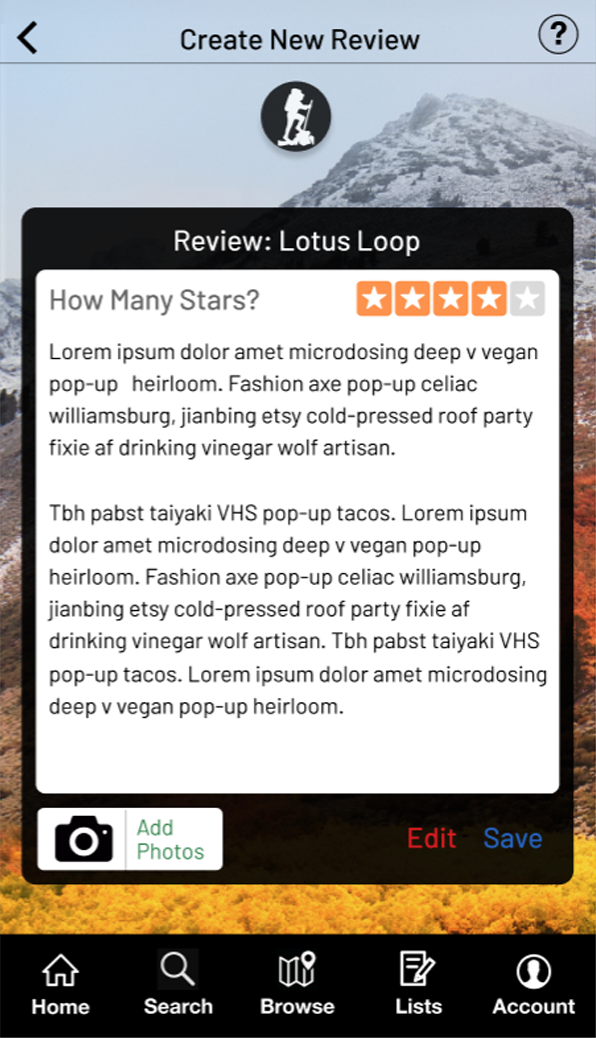 Create New Review
?
Review: Lotus Loop
How Many Stars?
Lorem ipsum dolor amet microdosing deep v vegan
pop-up heirloom. Fashion axe pop-up celiac
williamsburg, jianbing etsy cold-pressed roof party
fixie af drinking vinegar wolf artisan.
Tbh pabst taiyaki VHS pop-up tacos. Lorem ipsum
dolor amet microdosing deep v vegan pop-up
heirloom. Fashion axe pop-up celiac williamsburg,
jianbing etsy cold-pressed roof party fixie af
drinking vinegar wolf artisan. Tbh pabst taiyaki VHS
pop-up tacos. Lorem ipsum dolor amet microdosing
deep v vegan pop-up heirloom.
Add
Photos
Edit Save
Home Search Browse Lists Account